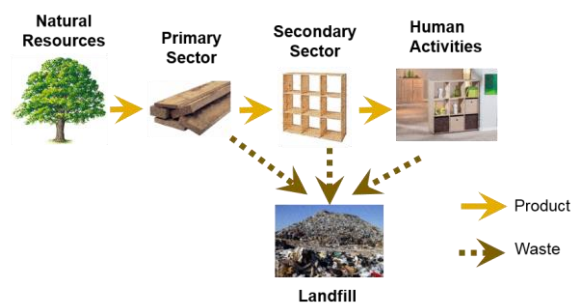 Natural
Resources
Primary
Sector
Secondary
Sector
Human
Activities
Product
Waste
Landfill